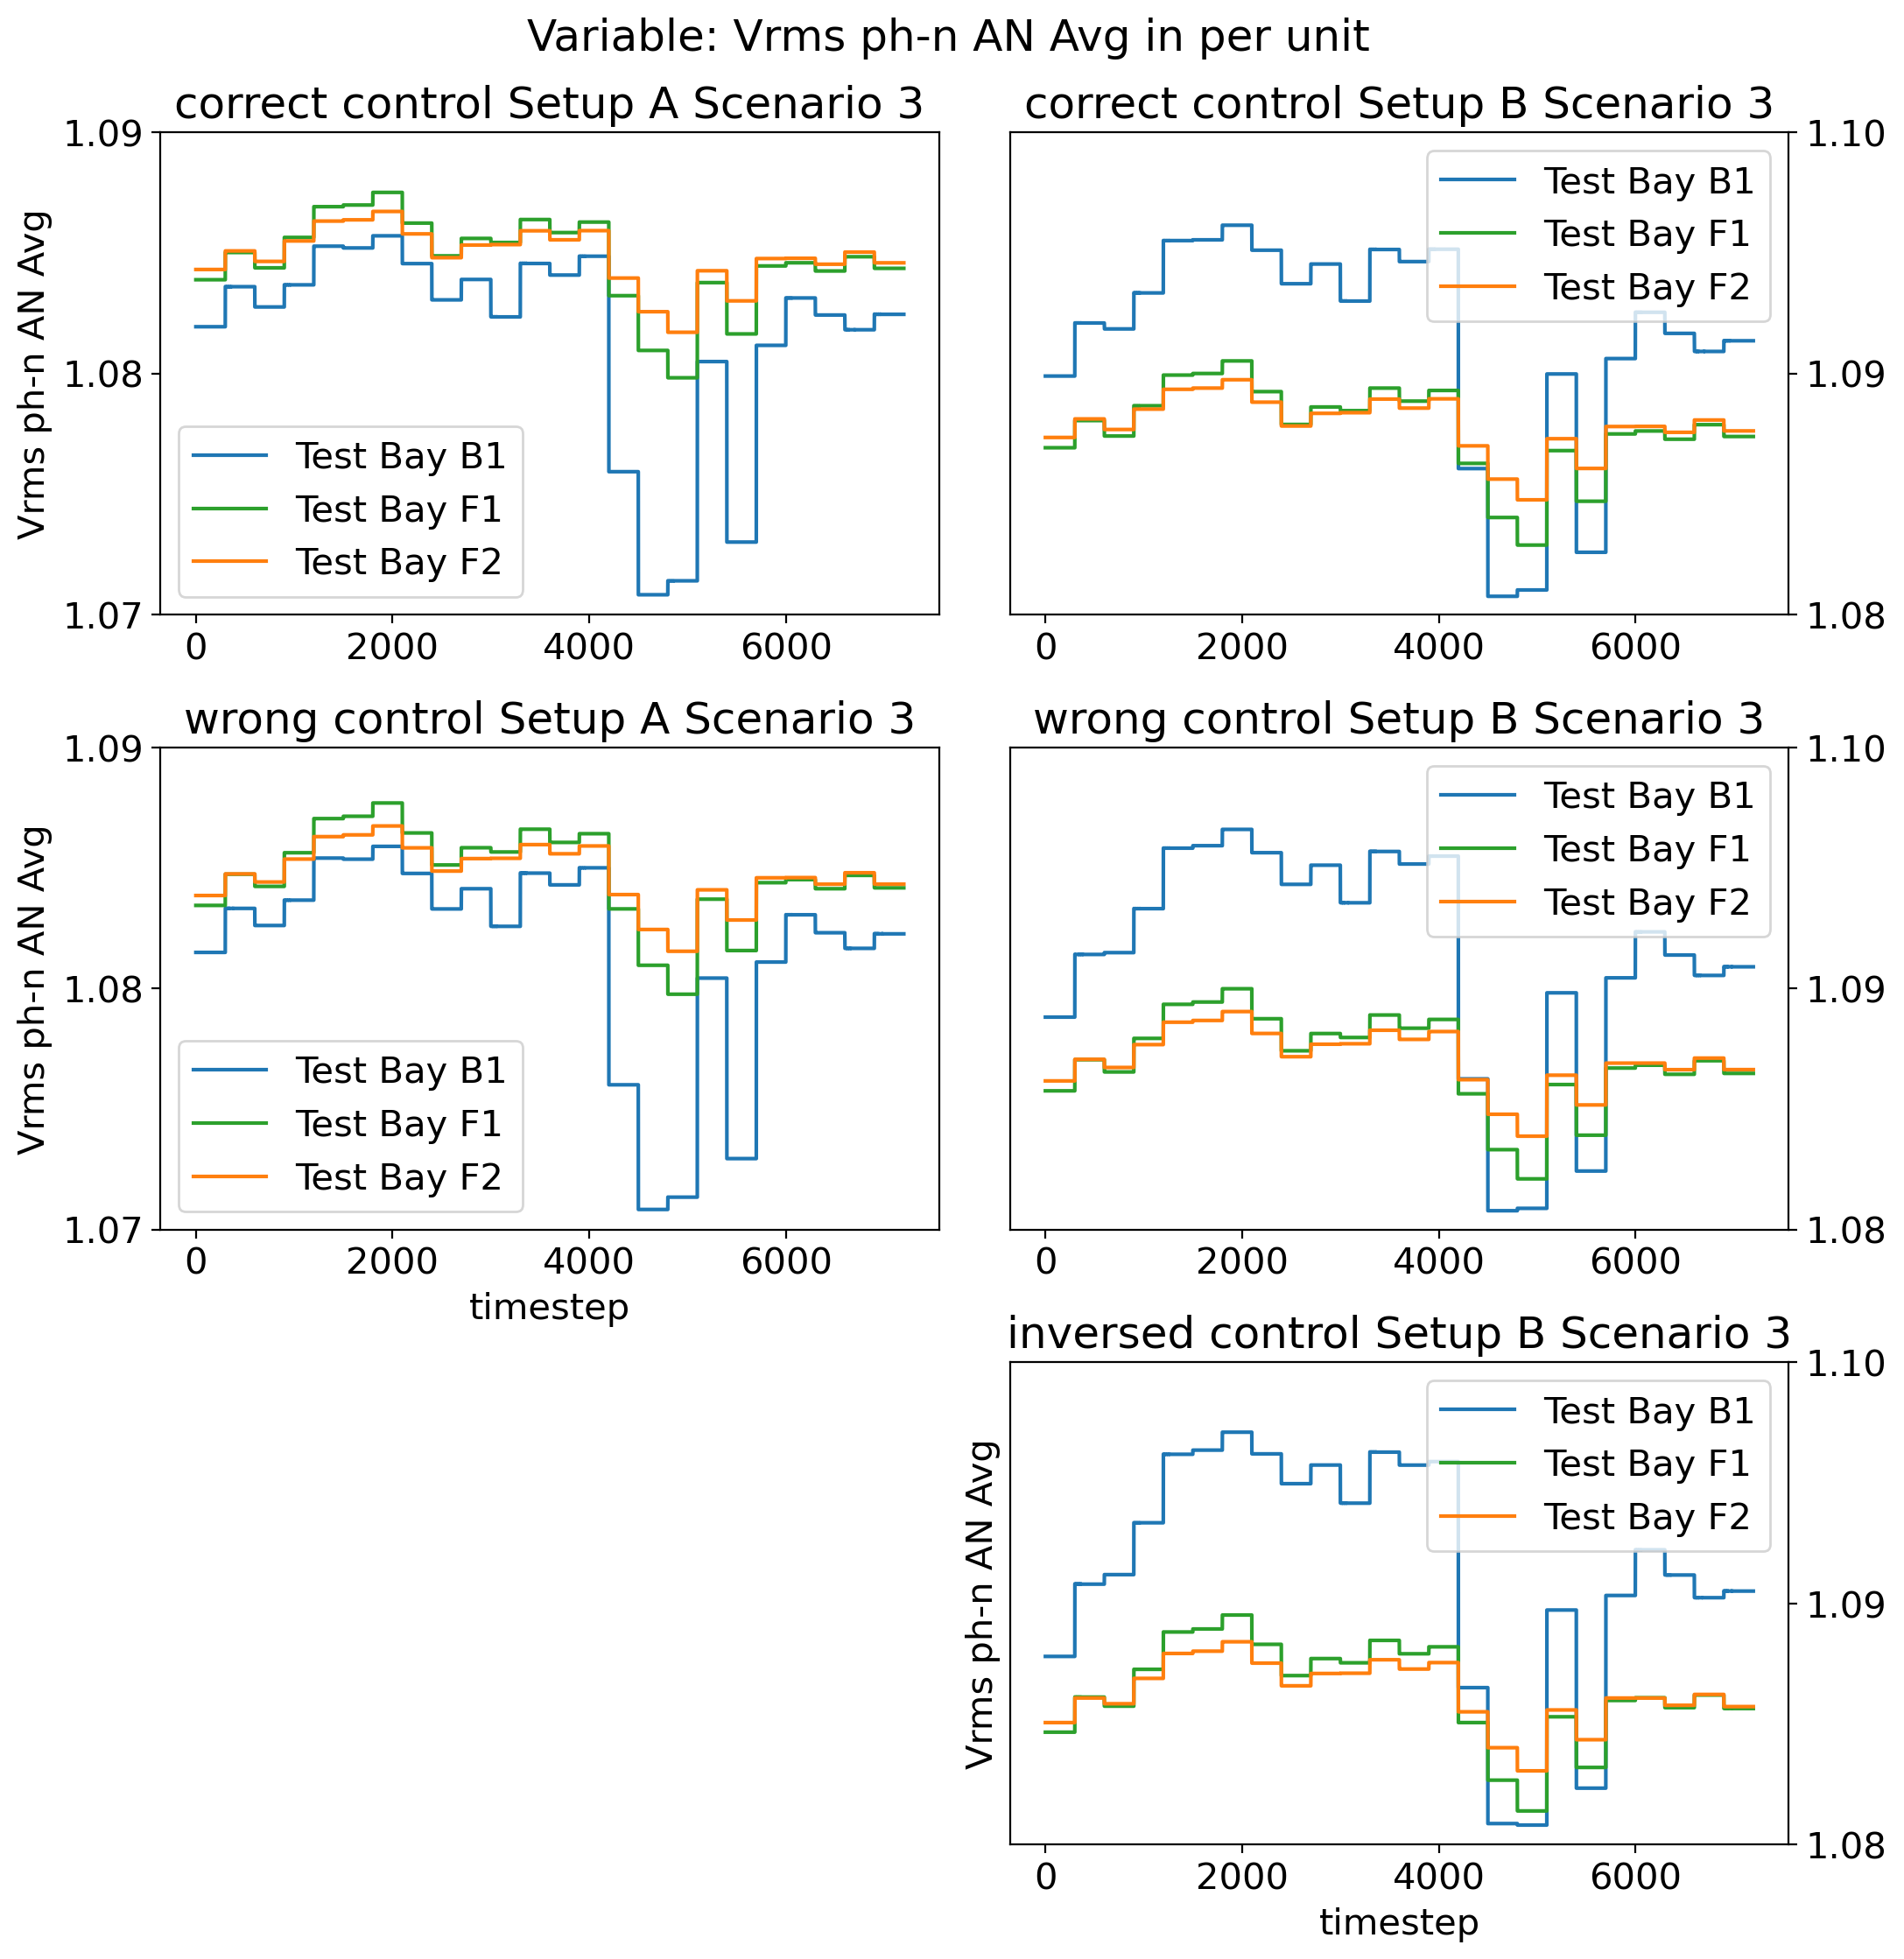 Variable: Vrms ph-n AN Avg in per unit
correct control Setup A Scenario 3
1.09
1.08
1.07
Vrms ph-n AN Avg
Test Bay B1
Test Bay F1
Test Bay F2
0 2000 4000 6000
correct control Setup B Scenario 3
1.10
1.09
1.08
Test Bay B1
Test Bay F1
Test Bay F2
0 2000 4000 6000
wrong control Setup A Scenario 3
1.09
1.08
1.07
Vrms ph-n AN Avg
Test Bay B1
Test Bay F1
Test Bay F2
0 2000 4000 6000
timestep
wrong control Setup B Scenario 3
1.10
1.09
1.08
Test Bay B1
Test Bay F1
Test Bay F2
0 2000 4000 6000
inversed control Setup B Scenario 3
1.10
1.09
1.08
Vrms ph-n AN Avg
Test Bay B1
Test Bay F1
Test Bay F2
0 2000 4000 6000
timestep